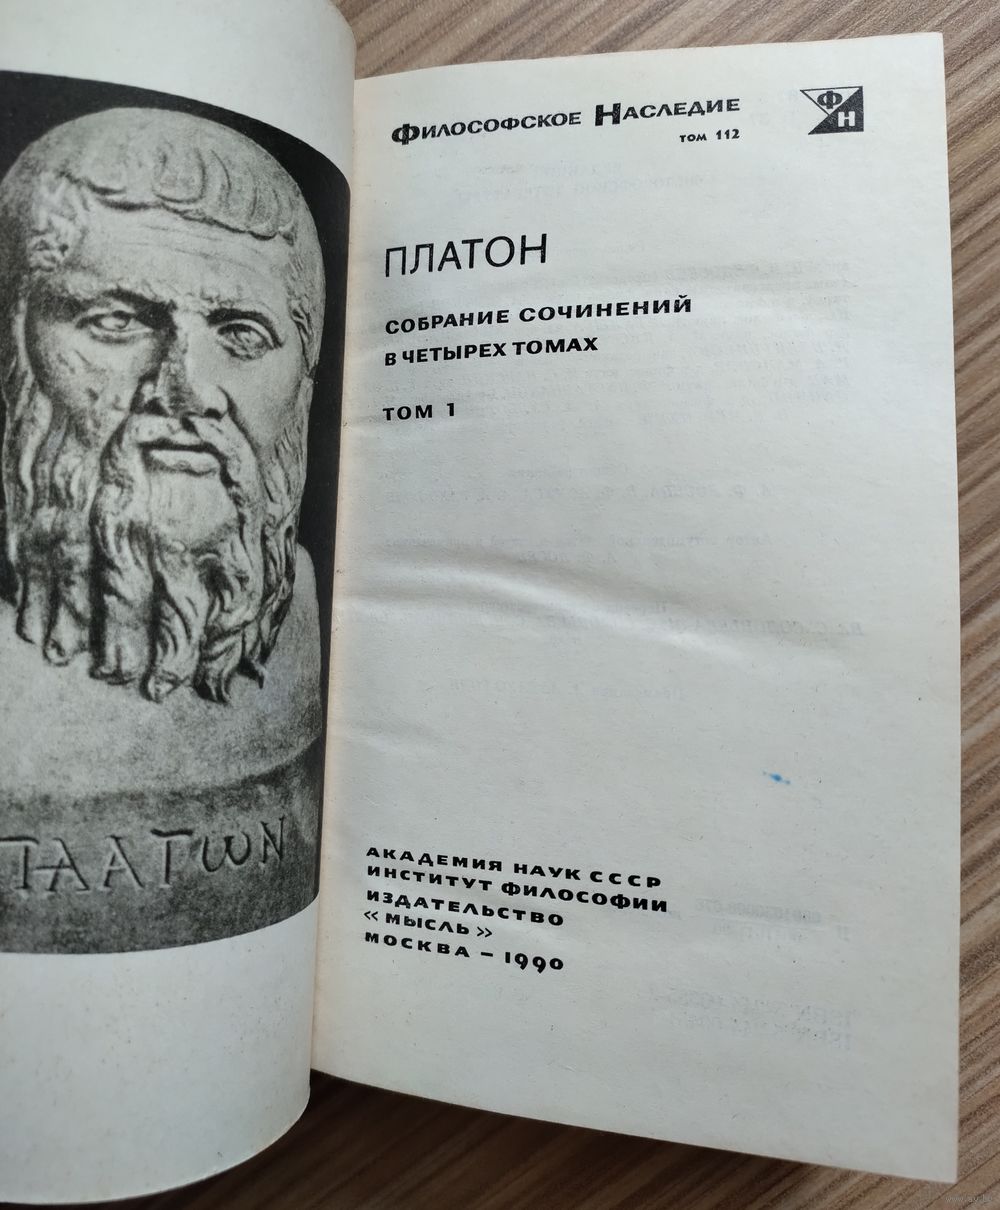 ΠΛΑΤΩΝ
Философское Наследие
том 112
ФН
ПЛАТОН
СОБРАНИЕ СОЧИНЕНИЙ
В ЧЕТЫРЕХ ТОМАХ
ТОМ 1
АКАДЕМИЯ НАУК СССР
ИНСТИТУТ ФИЛОСОФИИ
ИЗДАТЕЛЬСТВО
«МЫСЛЬ»
МОСКВА – 1990